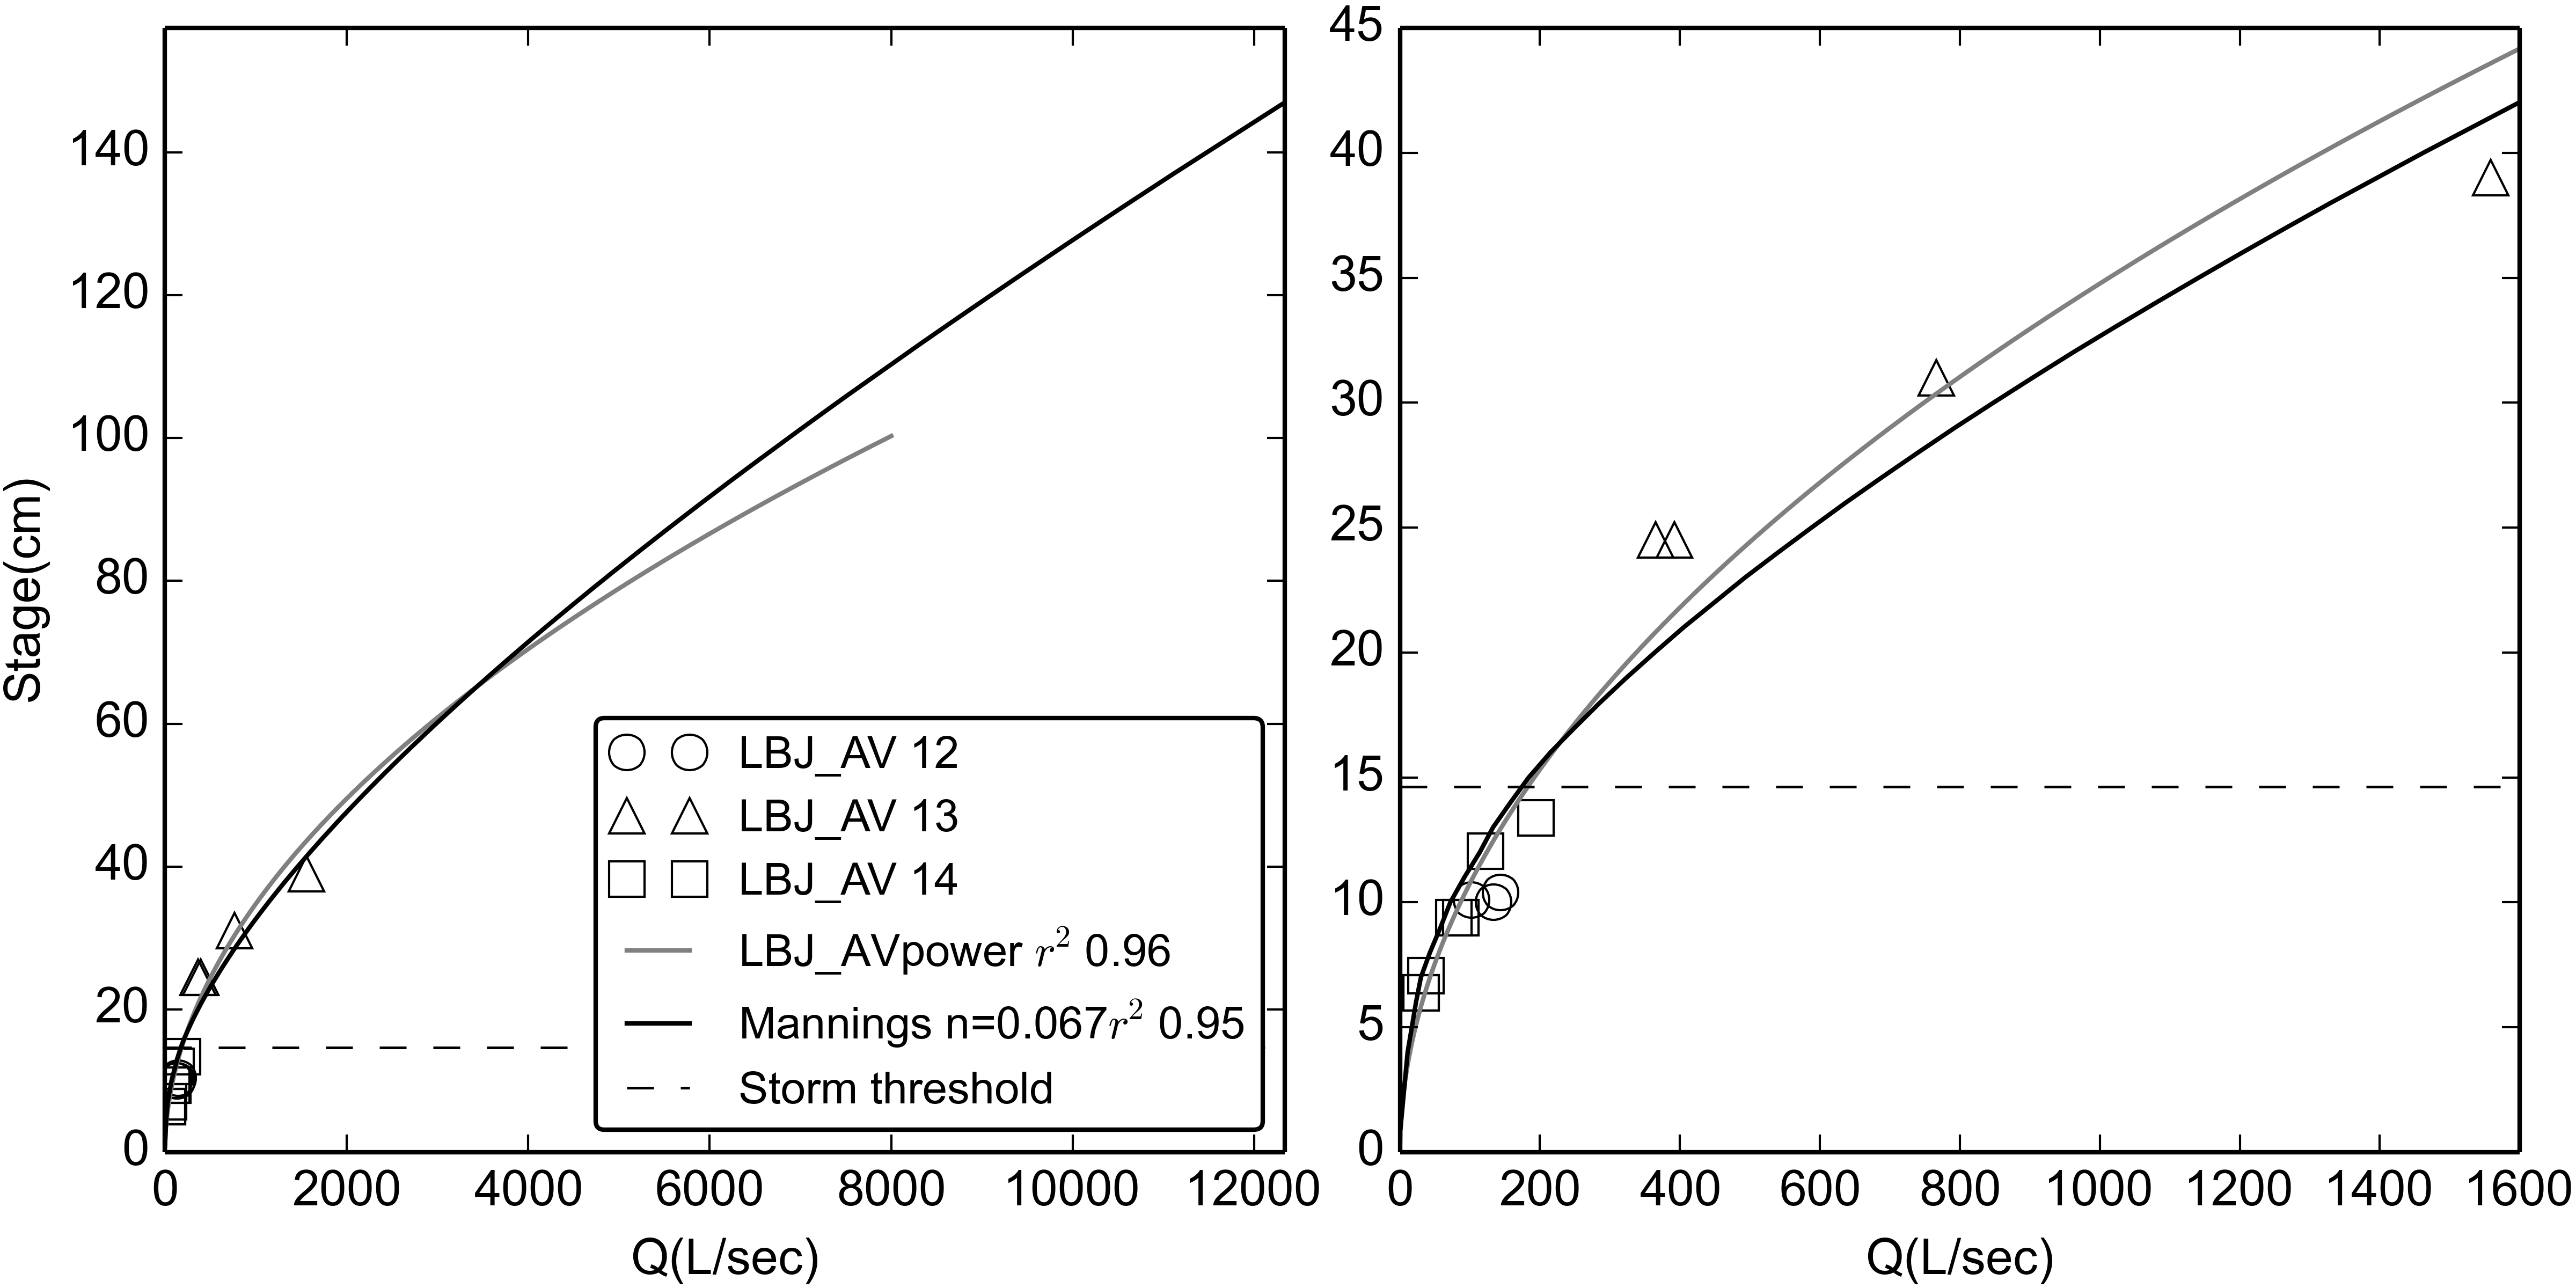 Stage(cm)
140
120
100
80
60
40
20
0
0 2000 4000 6000 8000 10000 12000
Q(L/sec)
LBJ_AV 12
LBJ_AV 13
LBJ_AV 14
LBJ_AVpower r² 0.96
Mannings n=0.067r² 0.95
Storm threshold
45
40
35
30
25
20
15
10
5
0
0 200 400 600 800 1000 1200 1400 1600
Q(L/sec)